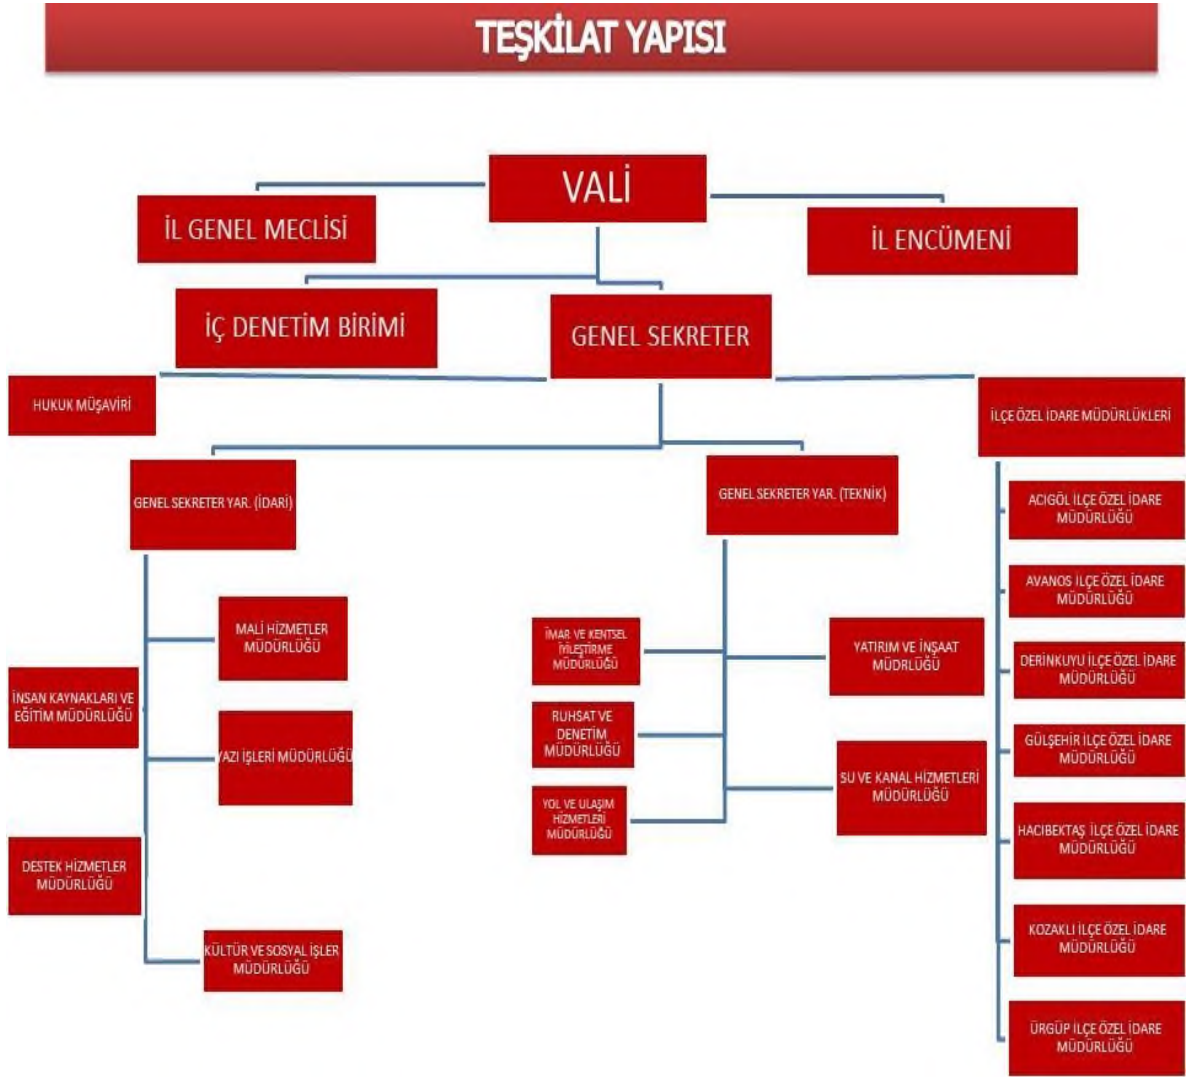 TEŞKİLAT YAPISI
VALİ
İL GENEL MECLİSİ
İL ENCÜMENİ
İÇ DENETİM BİRİMİ
GENEL SEKRETER
HUKUK MÜŞAVİRİ
İLÇE ÖZEL İDARE MÜDÜRLÜKLERİ
GENEL SEKRETER YAR. (İDARİ)
GENEL SEKRETER YAR. (TEKNİK)
MALİ HİZMETLER
MÜDÜRLÜĞÜ
İNSAN KAYNAKLARI VE
EĞİTİM MÜDÜRLÜĞÜ
YAZI İŞLERİ MÜDÜRLÜĞÜ
DESTEK HİZMETLER
MÜDÜRLÜĞÜ
KÜLTÜR VE SOSYAL İŞLER
MÜDÜRLÜĞÜ
İMAR VE KENTSEL
İYİLEŞTİRME
MÜDÜRLÜĞÜ
YATIRIM VE İNŞAAT
MÜDRLÜĞÜ
RUHSAT VE
DENETİM
MÜDÜRLÜĞÜ
SU VE KANAL HİZMETLERİ
MÜDÜRLÜĞÜ
YOL VE ULAŞIM
HİZMETLERİ
MÜDÜRLÜĞÜ
ACIGÖL İLÇE ÖZEL İDARE
MÜDÜRLÜĞÜ
AVANOS İLÇE ÖZEL İDARE
MÜDÜRLÜĞÜ
DERİNKUYU İLÇE ÖZEL İDARE
MÜDÜRLÜĞÜ
GÜLŞEHİR İLÇE ÖZEL İDARE
MÜDÜRLÜĞÜ
HACIBEKTAŞ İLÇE ÖZEL İDARE
MÜDÜRLÜĞÜ
KOZAKLI İLÇE ÖZEL İDARE
MÜDÜRLÜĞÜ
ÜRGÜP İLÇE ÖZEL İDARE
MÜDÜRLÜĞÜ